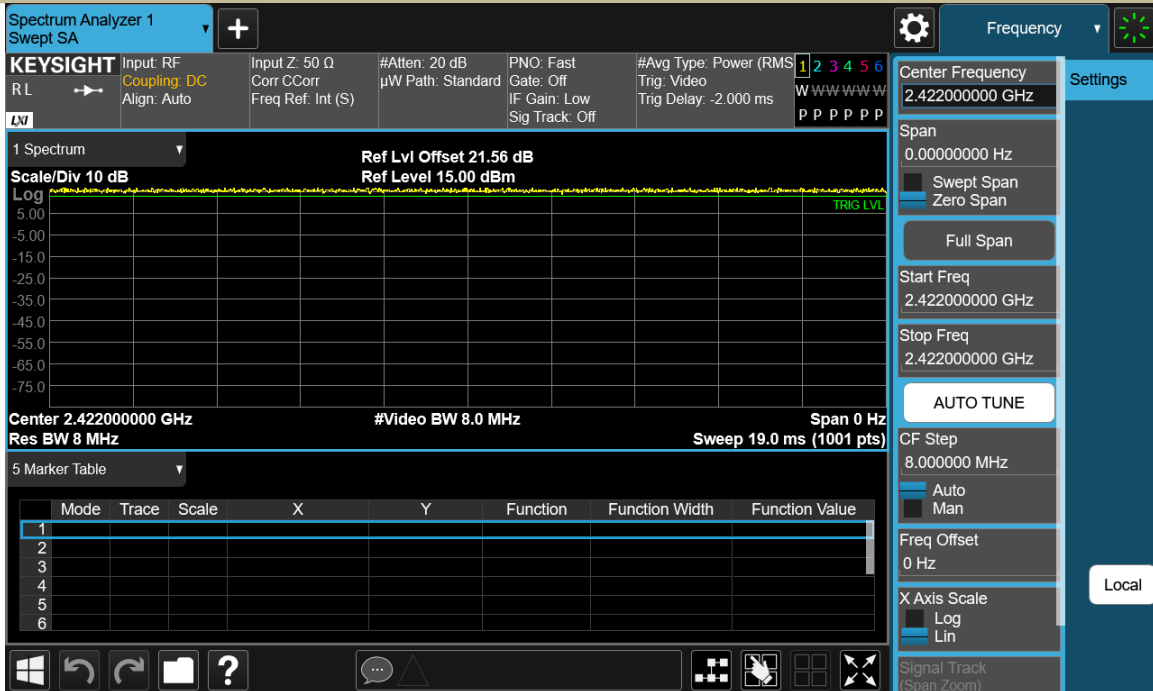 Spectrum Analyzer 1
Swept SA
Frequency
KEYSIGHT
RL
LXI
Input: RF
Coupling: DC
Align: Auto
Input Z: 50 Ω
Corr CCorr
Freq Ref: Int (S)
#Atten: 20 dB
µW Path: Standard
PNO: Fast
Gate: Off
IF Gain: Low
Sig Track: Off
#Avg Type: Power (RMS
Trig: Video
Trig Delay: -2.000 ms
1 2 3 4 5 6
W W W W W W
P P P P P P
1 Spectrum
Scale/Div 10 dB
Ref Lvl Offset 21.56 dB
Ref Level 15.00 dBm
Log
TRIG LVL
5.00
-5.00
-15.0
-25.0
-35.0
-45.0
-55.0
-65.0
-75.0
Center 2.422000000 GHz
#Video BW 8.0 MHz
Span 0 Hz
Res BW 8 MHz
Sweep 19.0 ms (1001 pts)
5 Marker Table
Mode Trace Scale X Y Function Function Width Function Value
1
2
3
4
5
6
?
Center Frequency
2.422000000 GHz
Span
0.00000000 Hz
Swept Span
Zero Span
Full Span
Start Freq
2.422000000 GHz
Stop Freq
2.422000000 GHz
AUTO TUNE
CF Step
8.000000 MHz
Auto
Man
Freq Offset
0 Hz
X Axis Scale
Log
Lin
Signal Track
(Span Zoom)
Settings
Local